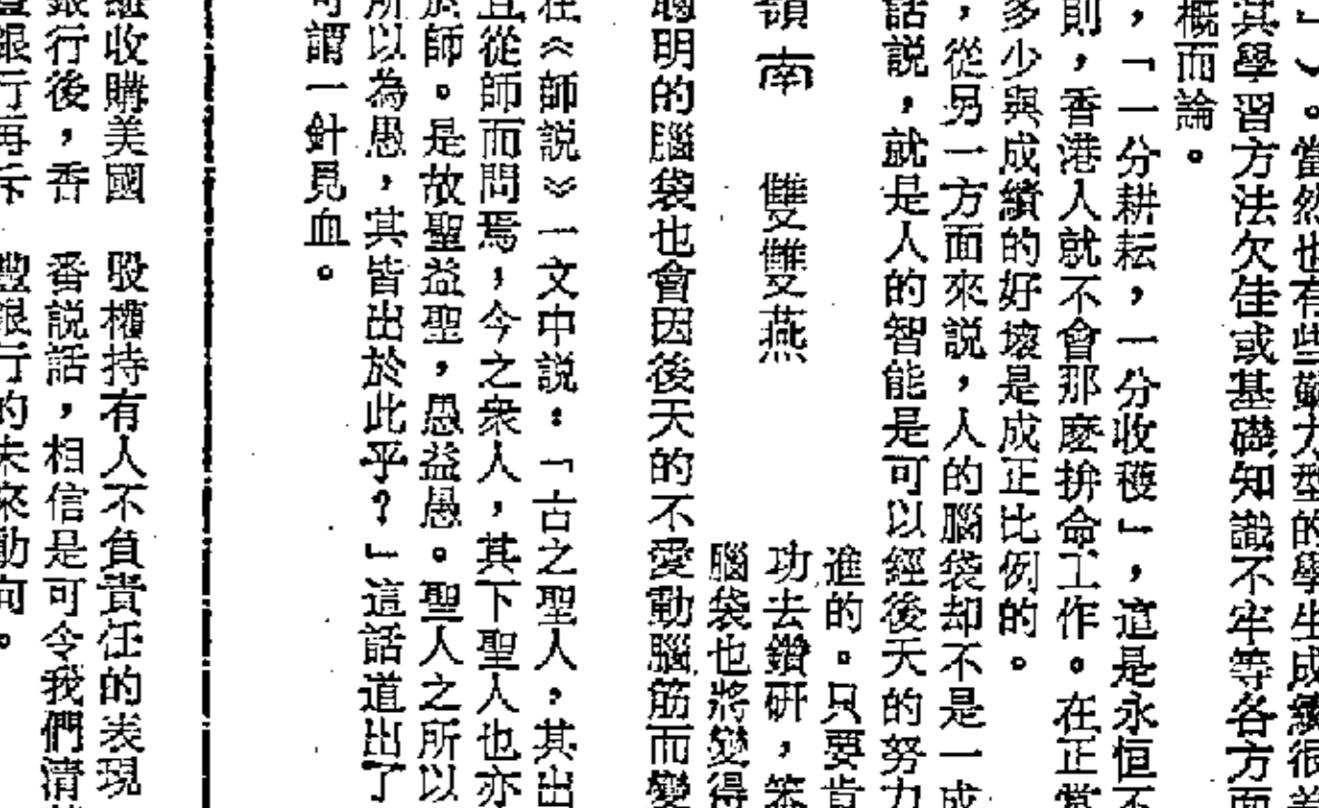 」）。當然也有些勤力型的學生成績很差
其學習方法欠佳或基礎知識不牢等各方面
概而論。
，「一分耕耘，一分收穫」，這是永恒不
則，香港人就不會那麽拚命工作。在正常
多少與成績的好壞是成正比例的。
，從另一方面來說，人的腦袋却不是一成
話説，就是人的智能是可以經後天的努力
進的。只要肯
功去鑽研，笨
腦袋也將變得
嶺南　雙雙燕
聰明的腦袋也會因後天的不愛動腦筋而變
在《師說》一文中説：「古之聖人，其出
且從師而問焉，今之衆人，其下聖人也亦
於師。是故聖益聖，愚益愚。聖人之所以
所以為愚，其皆出於此乎？」這話道出了
可謂一針見血。
收購美國
銀行後，香
銀行再斥
股權持有人不負責任的表現
番説話，相信是可令我們清
豐銀行的未來動向。